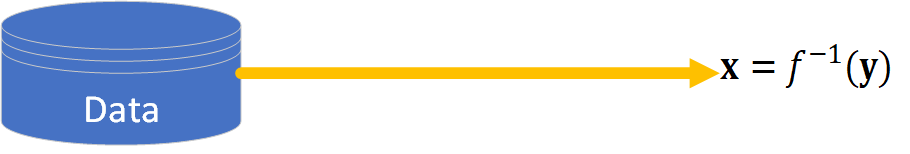 Data
𝐱 = f⁻¹(𝐲)